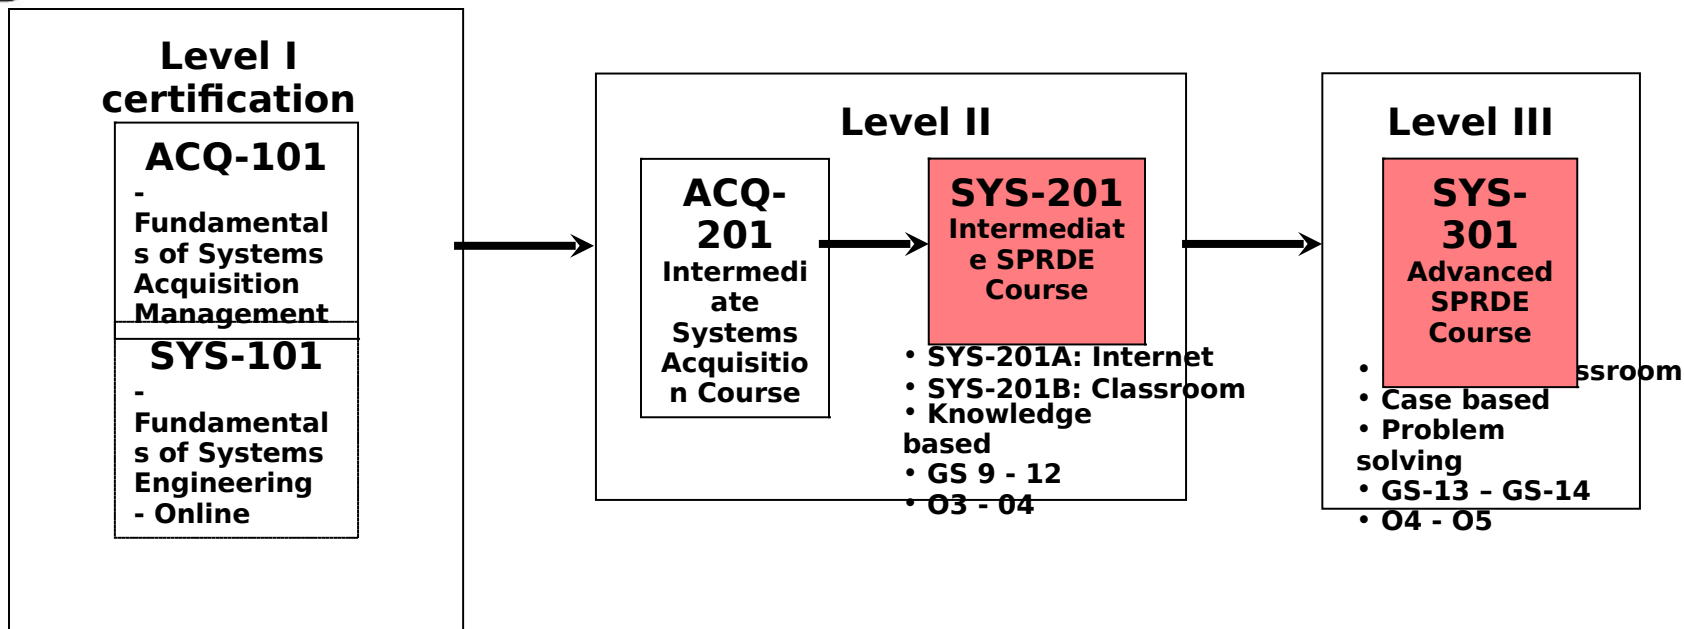 Level I
certification
ACQ-101
-
Fundamental
s of Systems
Acquisition
Management
SYS-101
-
Fundamental
s of Systems
Engineering
- Online
Level II
ACQ-
201
Intermedi
ate
Systems
Acquisitio
n Course
SYS-201
Intermediat
e SPRDE
Course
• SYS-201A: Internet
• SYS-201B: Classroom
• Knowledge
based
• GS 9 - 12
• O3 - 04
Level III
SYS-
301
Advanced
SPRDE
Course
• ssroom
• Case based
• Problem
solving
• GS-13 – GS-14
• O4 - O5